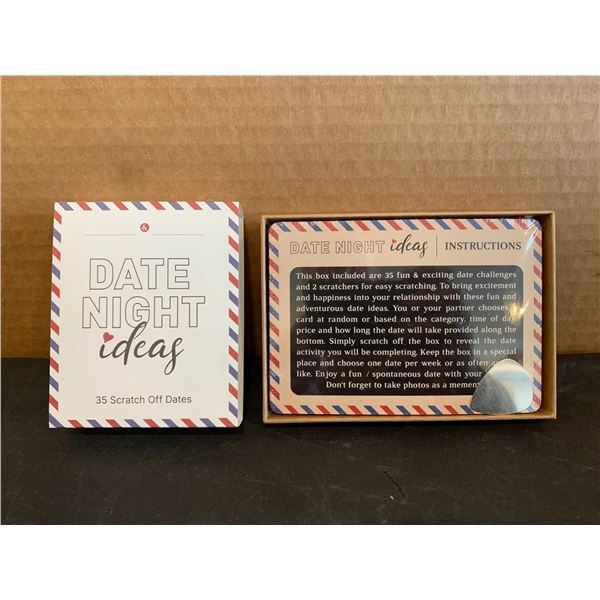 &
DATE
NIGHT
ideas
35 Scratch Off Dates
DATE NIGHT ideas | INSTRUCTIONS
This box included are 35 fun & exciting date challenges
and 2 scratchers for easy scratching. To bring excitement
and happiness into your relationship with these fun and
adventurous date ideas. You or your partner chooses
card at random or based on the category, time of day
price and how long the date will take provided along the
bottom. Simply scratch off the box to reveal the date
activity you will be completing. Keep the box in a special
place and choose one date per week or as often as
like. Enjoy a fun / spontaneous date with your
Don't forget to take photos as a